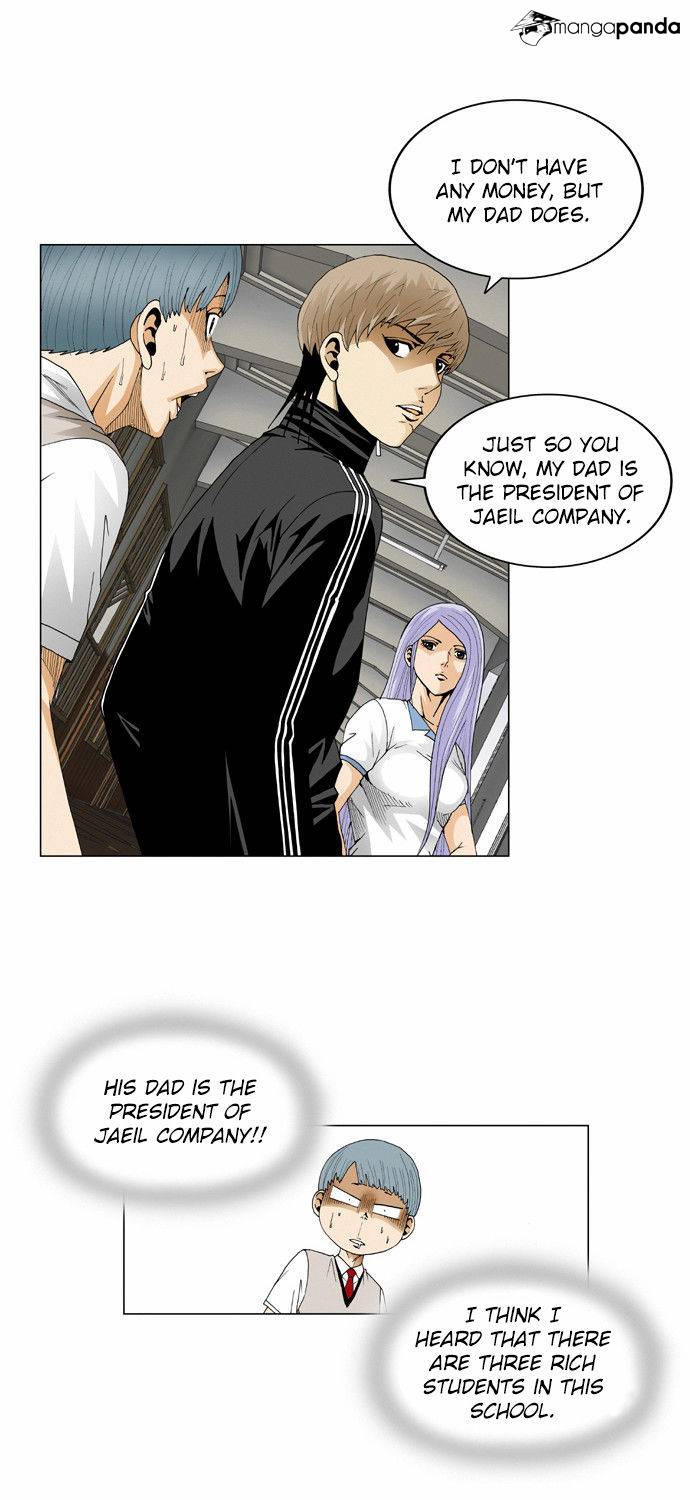 mangapanda
I DON'T HAVE
ANY MONEY, BUT
MY DAD DOES.
JUST SO YOU
KNOW, MY DAD IS
THE PRESIDENT OF
JAEIL COMPANY.
HIS DAD IS THE
PRESIDENT OF
JAEIL COMPANY!!
I THINK I
HEARD THAT THERE
ARE THREE RICH
STUDENTS IN THIS
SCHOOL.